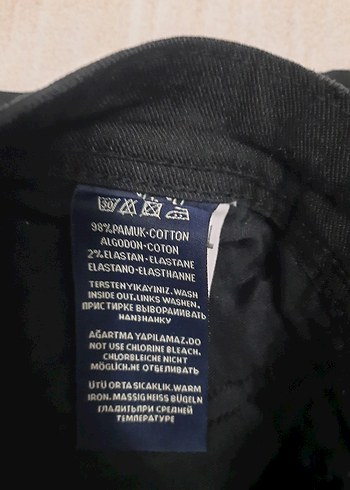 30
98%PAMUK-COTTON
ALGODON-COTON
2%ELASTAN-ELASTANE
ELASTANO-ELASTHANNE
TERSTEN YIKAYINIZ.WASH
INSIDE OUT.LINKS WASHEN.
ПРИ СТИРКЕ ВЫВОРАЧИВАТЬ
НАИЗНАНКУ
AĞARTMA YAPILAMAZ.DO
NOT USE CHLORINE BLEACH.
CHLORBLEICHE NICHT
MÖGLICH.НЕ ОТБЕЛИВАТЬ
ÜTÜ ORTA SICAKLIK.WARM
IRON.MASSIG HEISS BÜGELN
ГЛАДИТЬ ПРИ СРЕДНЕЙ
ТЕМПЕРАТУРЕ